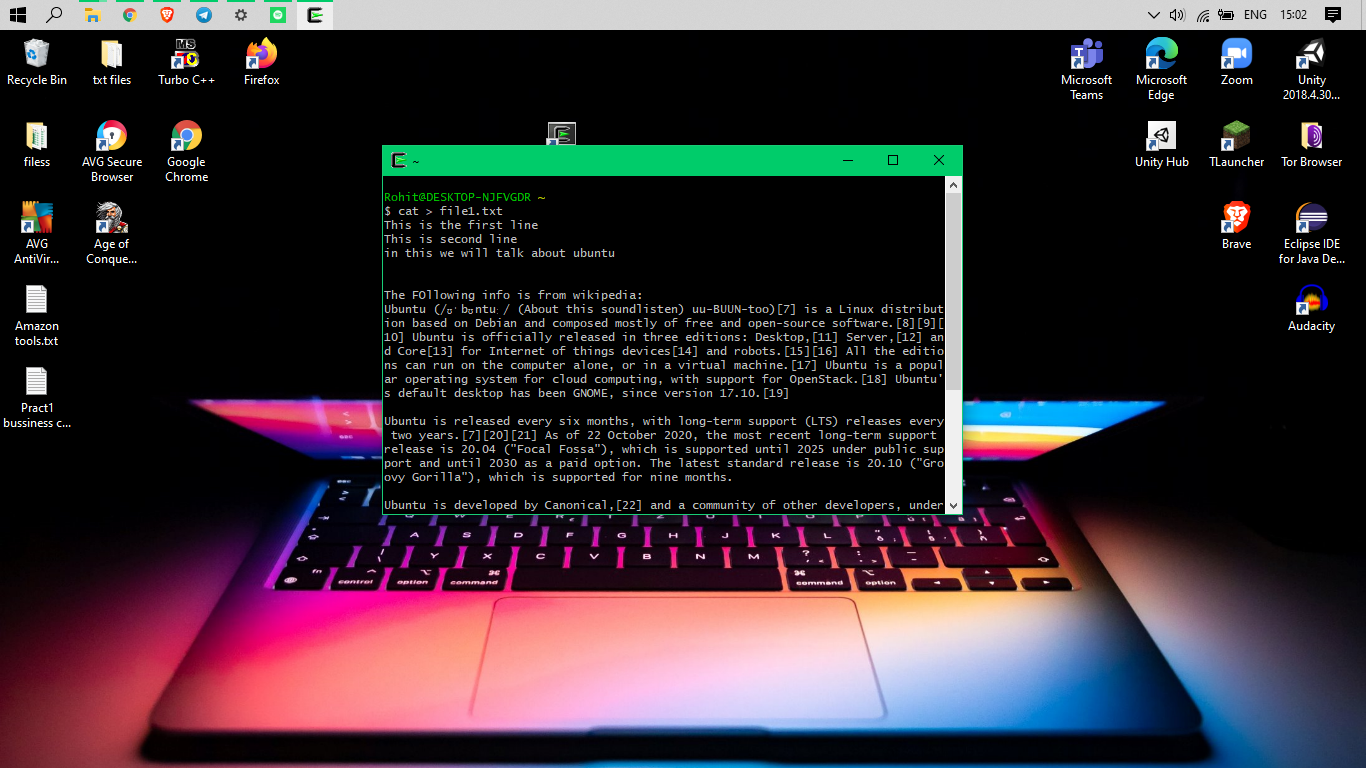 ENG
15:02
Recycle Bin
txt files
Turbo C++
Firefox
Microsoft
Teams
Microsoft
Edge
Zoom
Unity
2018.4.30...
filess
AVG Secure
Browser
Google
Chrome
Unity Hub
TLauncher
Tor Browser
AVG
AntiVir...
Age of
Conque...
Brave
Eclipse IDE
for Java De...
Amazon
tools.txt
Audacity
Pract1
bussiness c...
~
Rohit@DESKTOP-NJFVGDR ~
$ cat > file1.txt
This is the first line
This is second line
in this we will talk about ubuntu
The FOllowing info is from wikipedia:
Ubuntu (/ʊˈbʊntuː/ (About this soundlisten) uu-BUUN-too)[7] is a Linux distribut
ion based on Debian and composed mostly of free and open-source software.[8][9][
10] Ubuntu is officially released in three editions: Desktop,[11] Server,[12] an
d Core[13] for Internet of things devices[14] and robots.[15][16] All the editio
ns can run on the computer alone, or in a virtual machine.[17] Ubuntu is a popul
ar operating system for cloud computing, with support for OpenStack.[18] Ubuntu'
s default desktop has been GNOME, since version 17.10.[19]
Ubuntu is released every six months, with long-term support (LTS) releases every
two years.[7][20][21] As of 22 October 2020, the most recent long-term support
release is 20.04 ("Focal Fossa"), which is supported until 2025 under public sup
port and until 2030 as a paid option. The latest standard release is 20.10 ("Gro
ovy Gorilla"), which is supported for nine months.
Ubuntu is developed by Canonical,[22] and a community of other developers, under
A S D F G H J K L
Y X C V B N M
fn control option command command option